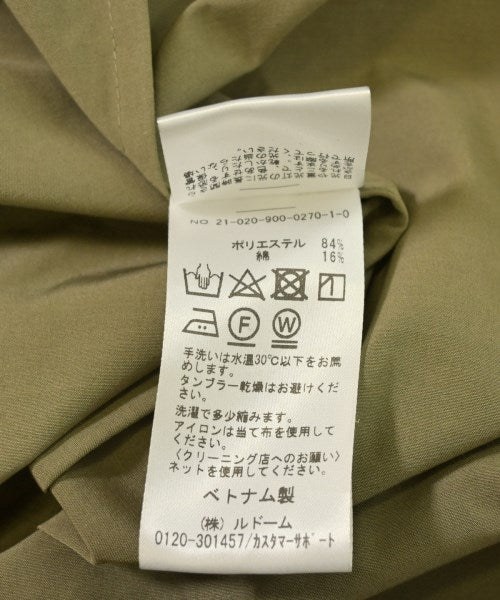 NO 21-020-900-0270-1-0
ポリエステル 84%
綿 16%
F W
手洗いは水温30℃以下をお薦
めします。
タンブラー乾燥はお避けくださ
い。
洗濯で多少縮みます。
アイロンは当て布を使用して
ください。
〈クリーニング店へのお願い〉
ネットを使用してください。
ベトナム製
(株) ルドーム
0120-301457/カスタマーサポート